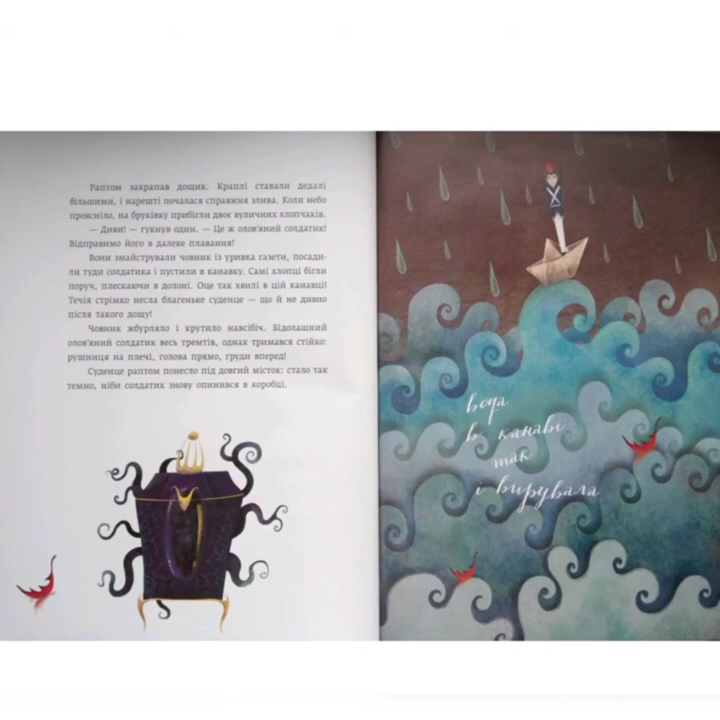 Раптом закрапав дощик. Краплі ставали дедалі
більшими, і нарешті почалася справжня злива. Коли небо
прояснило, на бруківку прибігли двоє вуличних хлопчаків.
— Диви! — гукнув один. — Це ж олов'яний солдатик!
Відправимо його в далеке плавання!
Вони змайстрували човник із уривка газети, посади-
ли туди солдатика і пустили в канавку. Самі хлопці бігли
поруч, плескаючи в долоні. Оце так хвилі в цій канавці!
Течія стрімко несла благеньке суденце — що й не дивно
після такого дощу!
Човник жбурляло і крутило навсібіч. Бідолашний
олов'яний солдатик весь тремтів, однак тримався стійко:
рушниця на плечі, голова прямо, груди вперед!
Суденце раптом понесло під довгий місток: стало так
темно, ніби солдатик знову опинився в коробці.
вода
в канаві
так
і вирувала